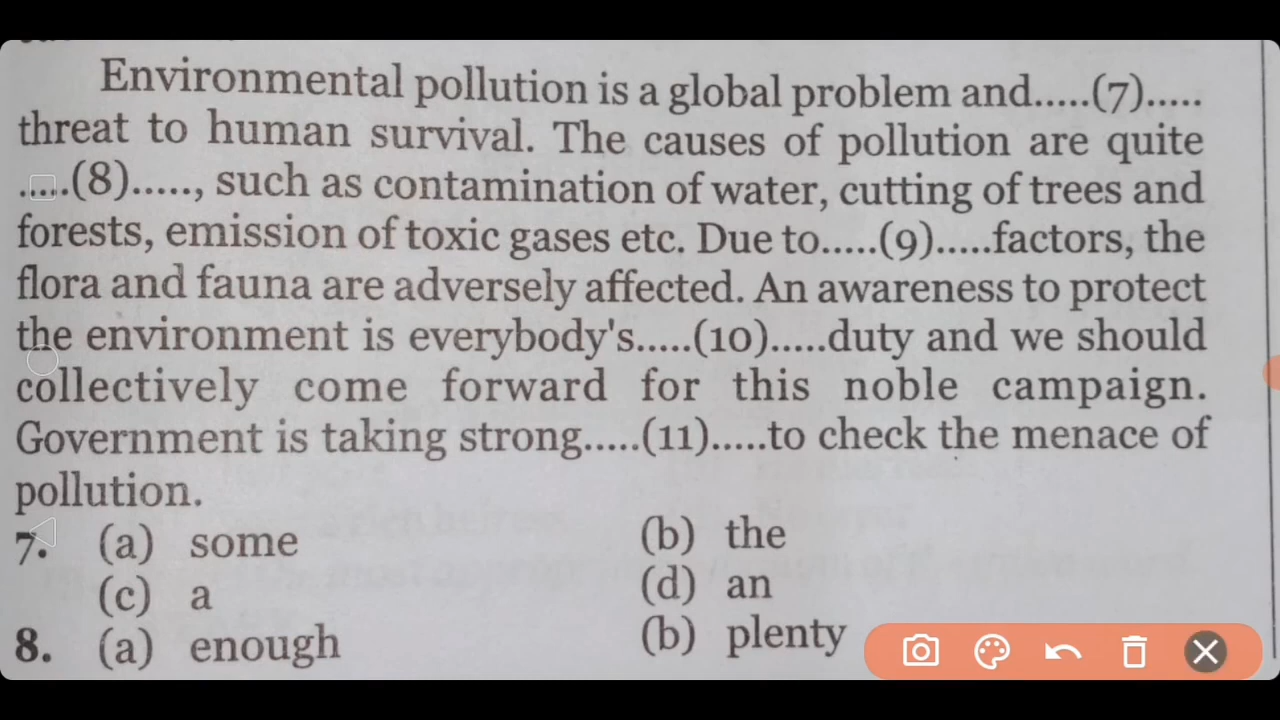 Environmental pollution is a global problem and.....(7).....
threat to human survival. The causes of pollution are quite
.....(8)....., such as contamination of water, cutting of trees and
forests, emission of toxic gases etc. Due to.....(9).....factors, the
flora and fauna are adversely affected. An awareness to protect
the environment is everybody's.....(10).....duty and we should
collectively come forward for this noble campaign.
Government is taking strong.....(11).....to check the menace of
pollution.
7. (a) some (b) the
(c) a (d) an
8. (a) enough (b) plenty